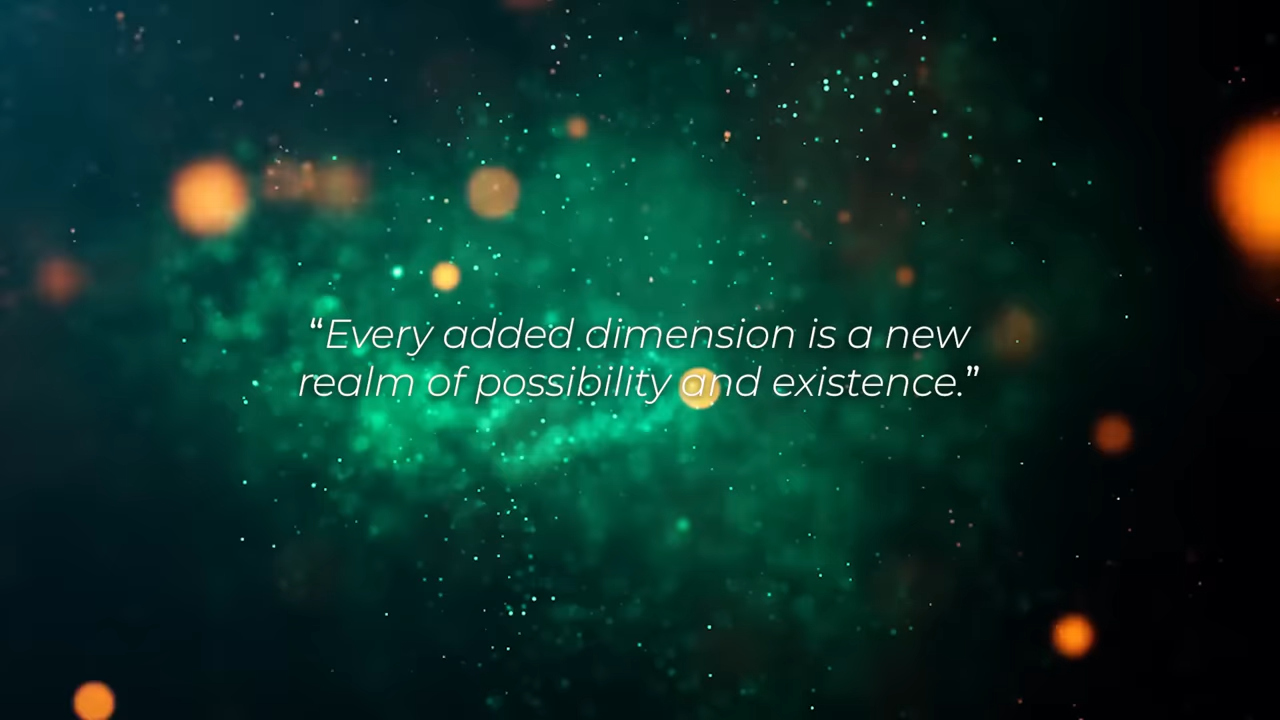 “Every added dimension is a new
realm of possibility and existence.”